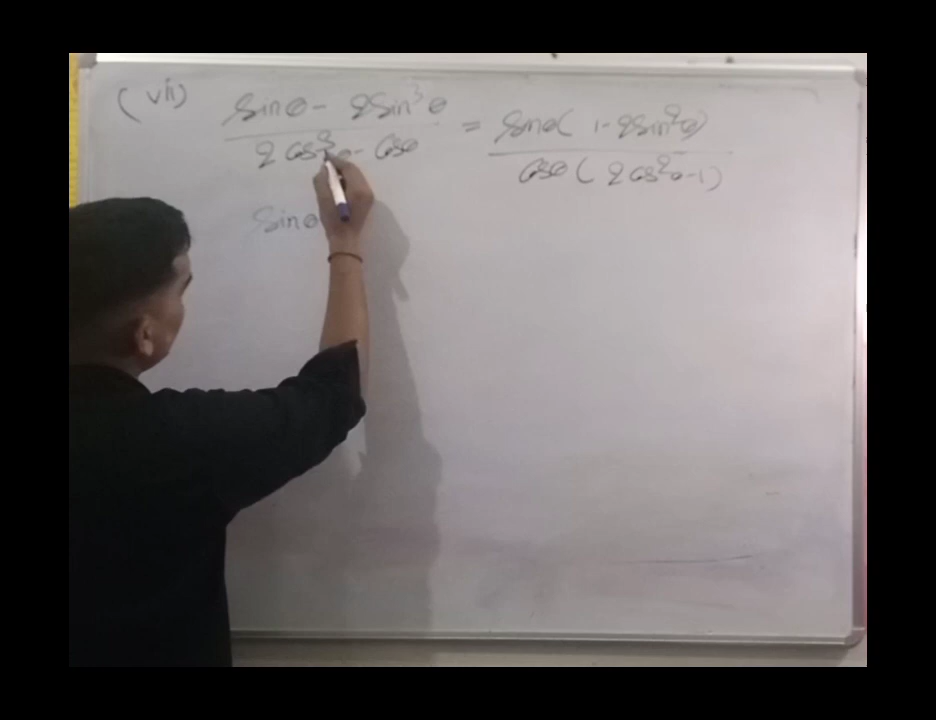 (vii) sinθ - 2sin³θ / 2cos³θ - cosθ = sinθ( 1-2sin²θ) / cosθ( 2cos²θ-1)
sinθ